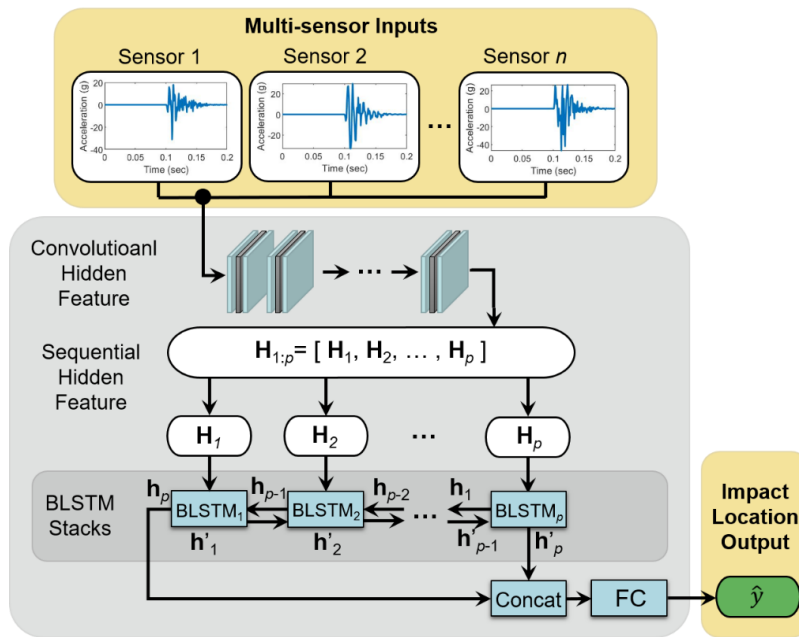 Multi-sensor Inputs
Sensor 1
Sensor 2
Sensor n
...
Acceleration (g)
20
0
-20
-40
0
0.05
0.1
0.15
0.2
Time (sec)
Acceleration (g)
20
0
-20
0
0.05
0.1
0.15
0.2
Time (sec)
Acceleration (g)
20
0
-20
-40
0
0.05
0.1
0.15
0.2
Time (sec)
Convolutioanl
Hidden
Feature
...
Sequential
Hidden
Feature
H1:p= [ H1, H2, ... , Hp ]
H1
H2
...
Hp
BLSTM
Stacks
hp
hp-1
hp-2
h1
BLSTM1
BLSTM2
...
BLSTMp
h'1
h'2
h'p-1
h'p
Concat
FC
Impact
Location
Output
ŷ